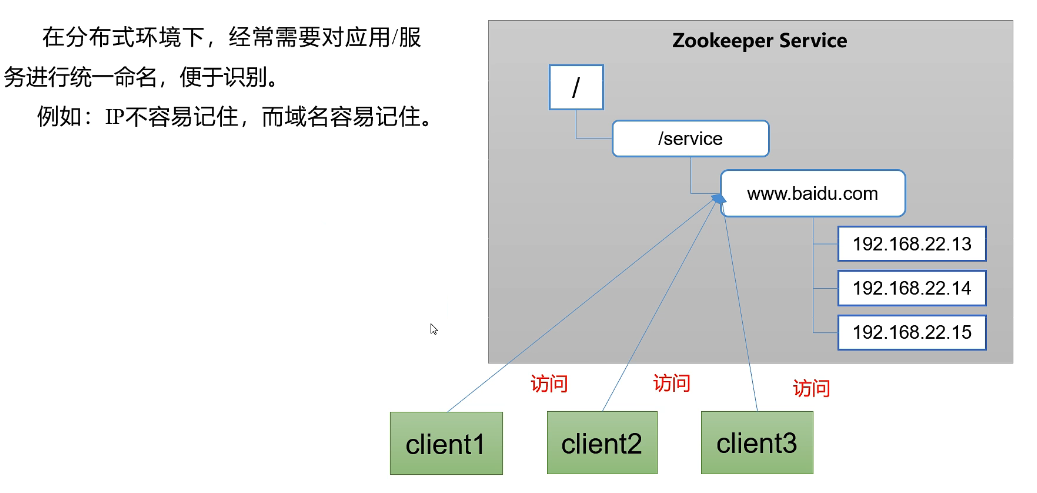 在分布式环境下，经常需要对应用/服
务进行统一命名，便于识别。
例如：IP不容易记住，而域名容易记住。
Zookeeper Service
/
/service
www.baidu.com
192.168.22.13
192.168.22.14
192.168.22.15
访问
访问
访问
client1
client2
client3